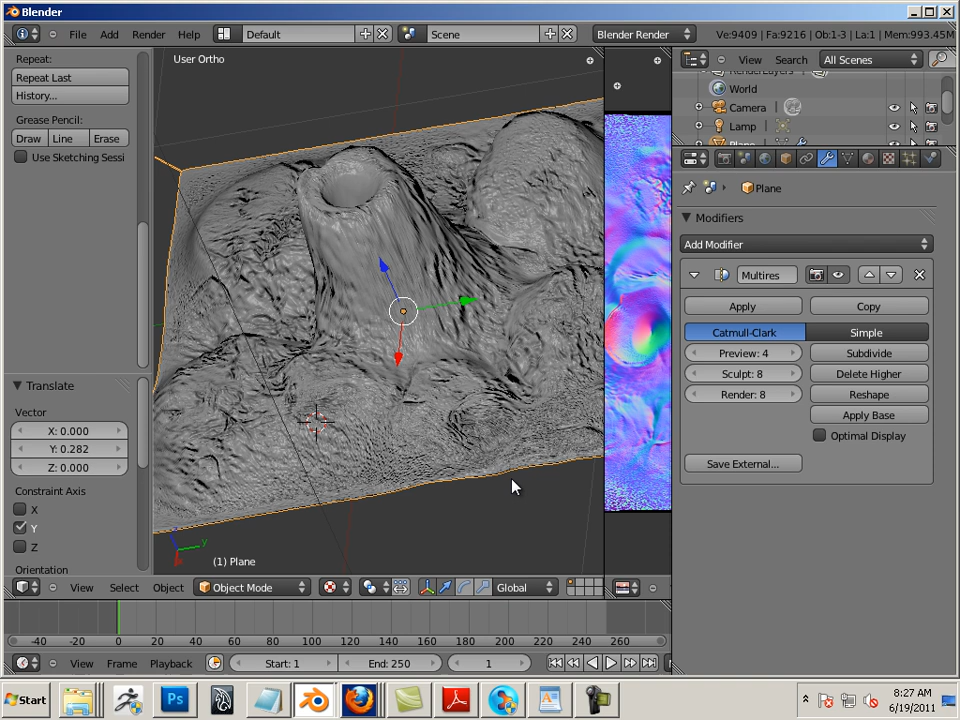 Blender
File Add Render Help Default Scene Blender Render Ve:9409 | Fa:9216 | Ob:1-3 | La:1 | Mem:993.45M
Repeat:
Repeat Last
History...
Grease Pencil:
Draw Line Erase
Use Sketching Sessi
Translate
Vector
X: 0.000
Y: 0.282
Z: 0.000
Constraint Axis
X
Y
Z
Orientation
User Ortho
y
(1) Plane
View Select Object Object Mode Global
-40 -20 0 20 40 60 80 100 120 140 160 180 200 220 240 260
View Frame Playback Start: 1 End: 250 1
View Search All Scenes
RenderLayers
World
Camera
Lamp
Plane
Plane
Modifiers
Add Modifier
Multires
Apply Copy
Catmull-Clark Simple
Preview: 4 Subdivide
Sculpt: 8 Delete Higher
Render: 8 Reshape
Apply Base
Optimal Display
Save External...
Start Ps 8:27 AM
6/19/2011